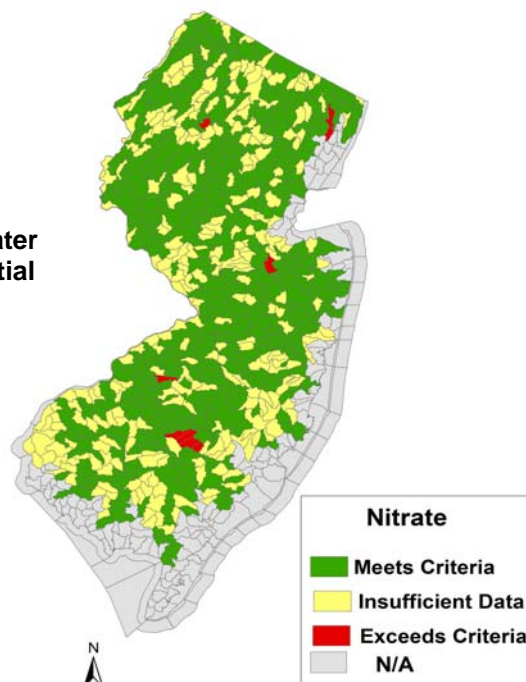 ater
tial
Nitrate
Meets Criteria
Insufficient Data
Exceeds Criteria
N/A
N